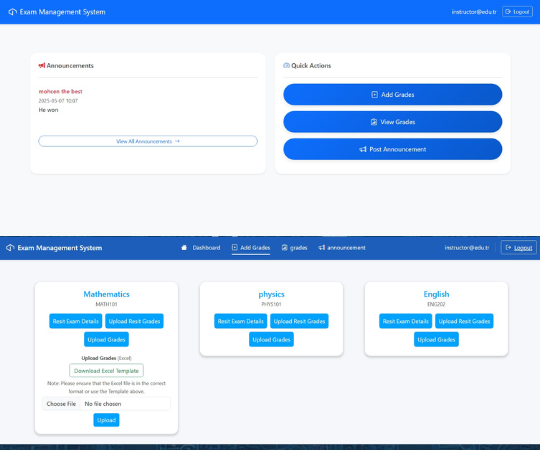 Exam Management System
instructor@edu.tr
Logout
Announcements
mohcen the best
2025-05-07 10:07
He won
View All Announcements →
Quick Actions
Add Grades
View Grades
Post Announcement
Exam Management System
Dashboard
Add Grades
grades
announcement
instructor@edu.tr
Logout
Mathematics
MATH101
Resit Exam Details
Upload Resit Grades
Upload Grades
Upload Grades (Excel)
Download Excel Template
Note: Please ensure that the Excel file is in the correct
format or use the Template above.
Choose File No file chosen
Upload
physics
PHYS101
Resit Exam Details
Upload Resit Grades
Upload Grades
English
ENG202
Resit Exam Details
Upload Resit Grades
Upload Grades